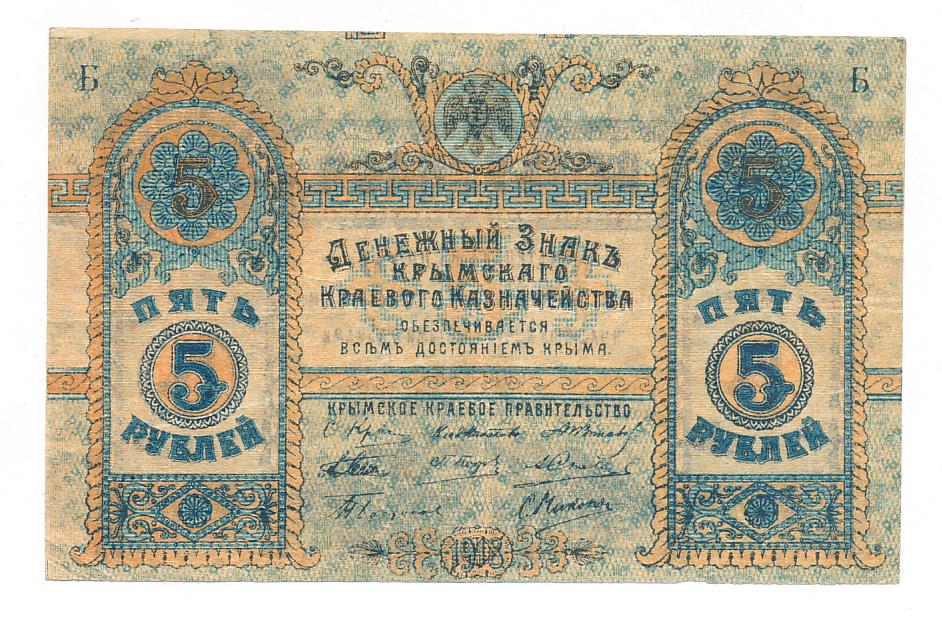 Б
Б
5
5
Денежный Знакъ
Крымскаго
Краевого Казначейства
обезпечивается
всѣмъ достоянiемъ Крыма.
ПЯТЬ
5
РУБЛЕЙ
ПЯТЬ
5
РУБЛЕЙ
КРЫМСКОЕ КРАЕВОЕ ПРАВИТЕЛЬСТВО
1918